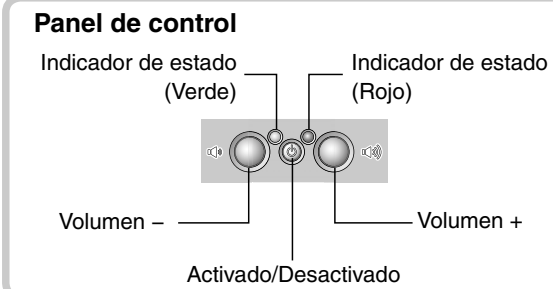 Panel de control
Indicador de estado
(Verde)
Indicador de estado
(Rojo)
Volumen –
Volumen +
Activado/Desactivado